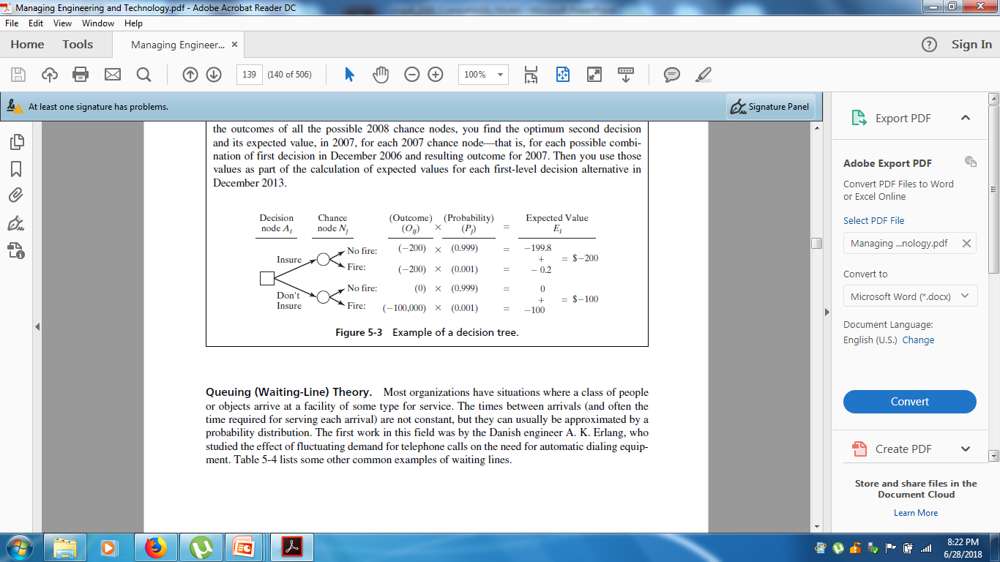 Managing Engineering and Technology.pdf - Adobe Acrobat Reader DC
File Edit View Window Help
Home Tools Managing Engineer... × Sign In
139 (140 of 506) 100%
At least one signature has problems. Signature Panel
the outcomes of all the possible 2008 chance nodes, you find the optimum second decision
and its expected value, in 2007, for each 2007 chance node—that is, for each possible combi-
nation of first decision in December 2006 and resulting outcome for 2007. Then you use those
values as part of the calculation of expected values for each first-level decision alternative in
December 2013.
Decision Chance (Outcome) (Probability) Expected Value
node Ai node Nj (Oij) × (Pj) = Ei
No fire: (−200) × (0.999) = −199.8
Insure + = $−200
Fire: (−200) × (0.001) = − 0.2
No fire: (0) × (0.999) = 0
Don't + = $−100
Insure Fire: (−100,000) × (0.001) = −100
Figure 5-3 Example of a decision tree.
Queuing (Waiting-Line) Theory. Most organizations have situations where a class of people
or objects arrive at a facility of some type for service. The times between arrivals (and often the
time required for serving each arrival) are not constant, but they can usually be approximated by a
probability distribution. The first work in this field was by the Danish engineer A. K. Erlang, who
studied the effect of fluctuating demand for telephone calls on the need for automatic dialing equip-
ment. Table 5-4 lists some other common examples of waiting lines.
Export PDF
Adobe Export PDF
Convert PDF Files to Word
or Excel Online
Select PDF File
Managing ...nology.pdf
Convert to
Microsoft Word (*.docx)
Document Language:
English (U.S.) Change
Convert
Create PDF
Store and share files in the
Document Cloud
Learn More
8:22 PM
6/28/2018